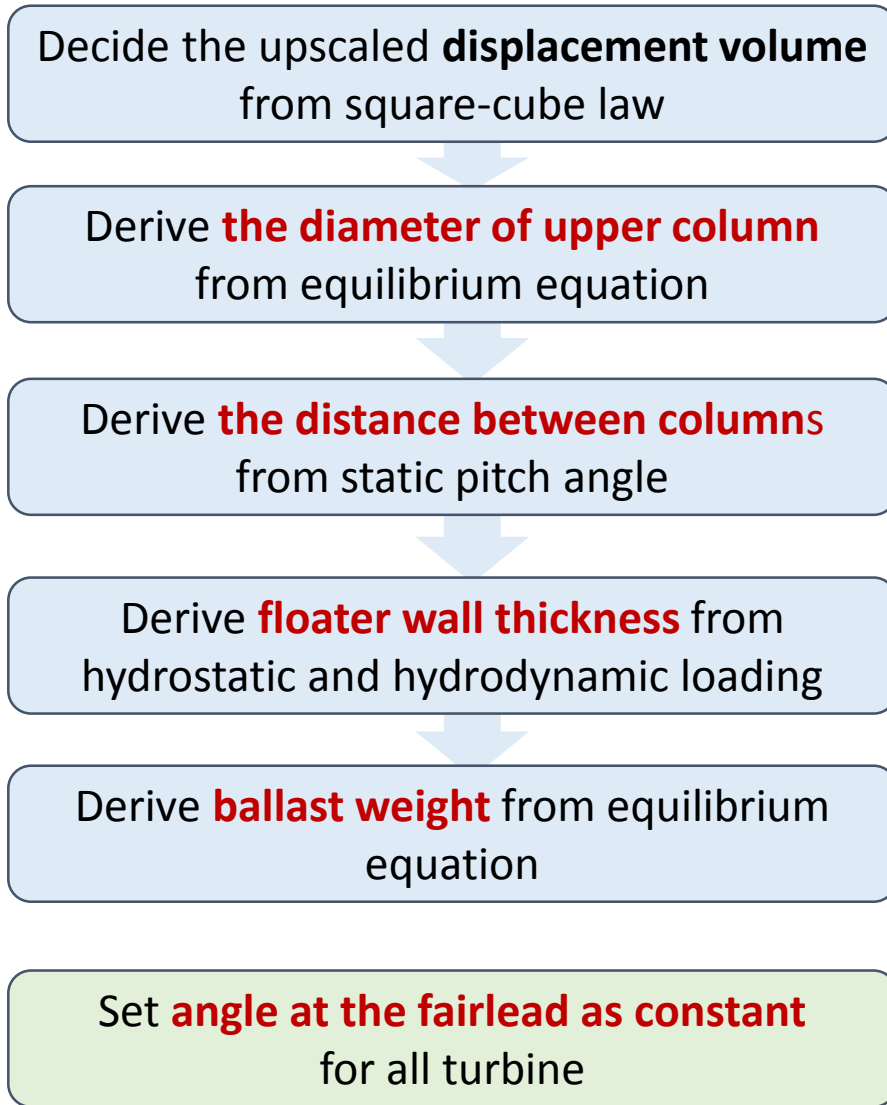 Decide the upscaled displacement volume
from square-cube law
Derive the diameter of upper column
from equilibrium equation
Derive the distance between columns
from static pitch angle
Derive floater wall thickness from
hydrostatic and hydrodynamic loading
Derive ballast weight from equilibrium
equation
Set angle at the fairlead as constant
for all turbine